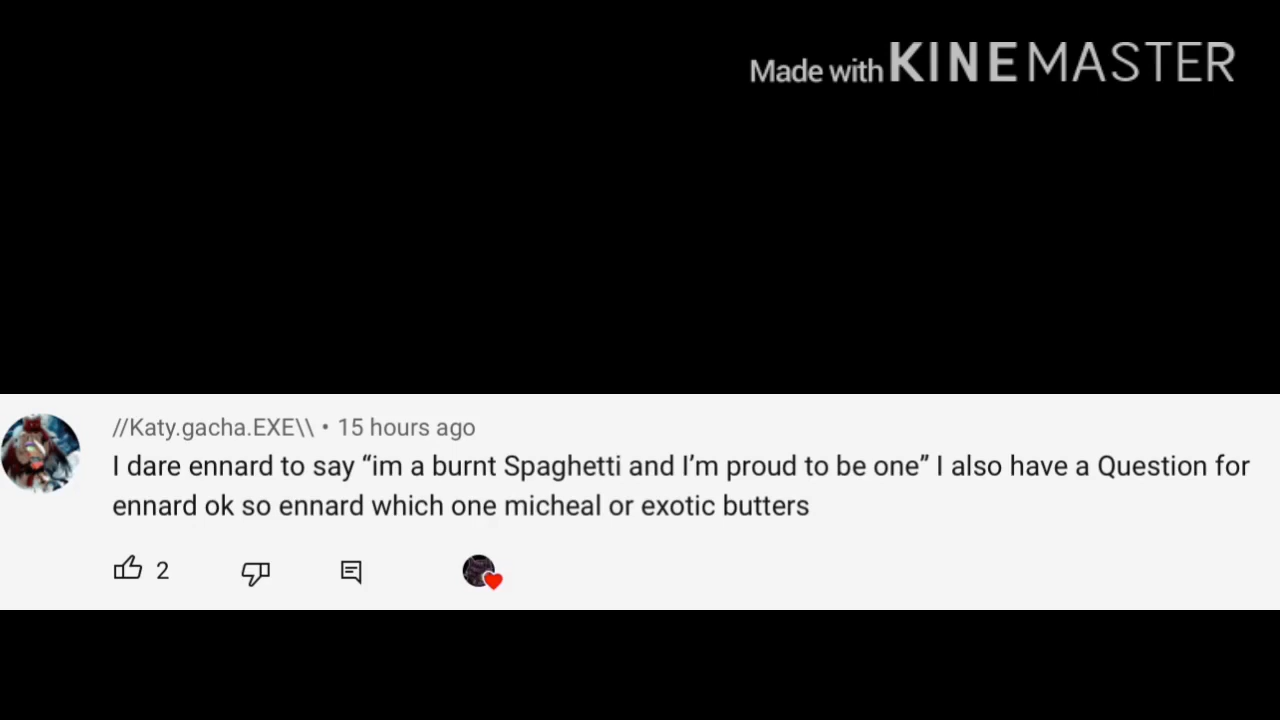 Made with KINEMASTER
//Katy.gacha.EXE\\ • 15 hours ago
I dare ennard to say “im a burnt Spaghetti and I’m proud to be one” I also have a Question for
ennard ok so ennard which one micheal or exotic butters
2